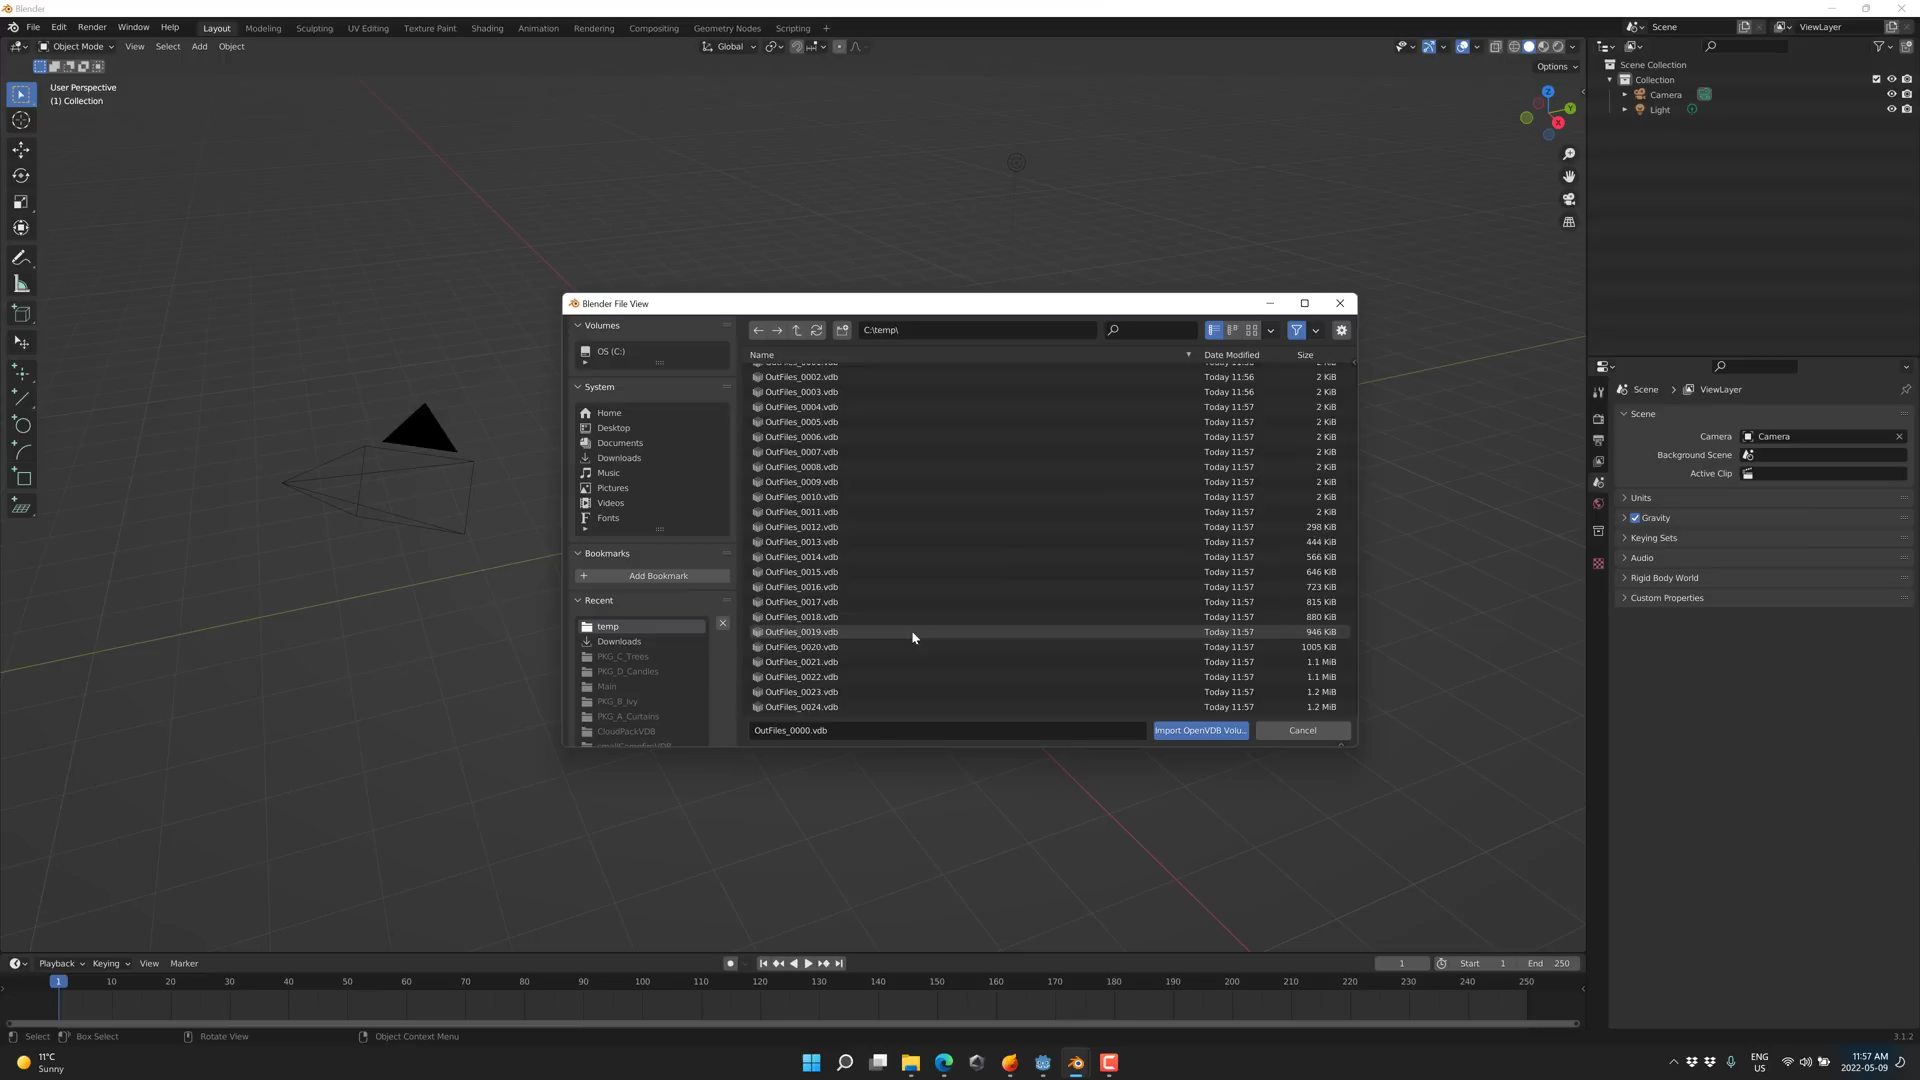 Blender
File Edit Render Window Help Layout Modeling Sculpting UV Editing Texture Paint Shading Animation Rendering Compositing Geometry Nodes Scripting + Scene ViewLayer
Object Mode View Select Add Object Global
Options
User Perspective
(1) Collection
Z
Y
X
Scene Collection
Collection
Camera
Light
Blender File View
Volumes
OS (C:)
System
Home
Desktop
Documents
Downloads
Music
Pictures
Videos
Fonts
Bookmarks
+ Add Bookmark
Recent
temp
Downloads
PKG_C_Trees
PKG_D_Candles
Main
PKG_B_Ivy
PKG_A_Curtains
CloudPackVDB
C:\temp\
Name Date Modified Size
OutFiles_0002.vdb Today 11:56 2 KiB
OutFiles_0003.vdb Today 11:56 2 KiB
OutFiles_0004.vdb Today 11:57 2 KiB
OutFiles_0005.vdb Today 11:57 2 KiB
OutFiles_0006.vdb Today 11:57 2 KiB
OutFiles_0007.vdb Today 11:57 2 KiB
OutFiles_0008.vdb Today 11:57 2 KiB
OutFiles_0009.vdb Today 11:57 2 KiB
OutFiles_0010.vdb Today 11:57 2 KiB
OutFiles_0011.vdb Today 11:57 2 KiB
OutFiles_0012.vdb Today 11:57 298 KiB
OutFiles_0013.vdb Today 11:57 444 KiB
OutFiles_0014.vdb Today 11:57 566 KiB
OutFiles_0015.vdb Today 11:57 646 KiB
OutFiles_0016.vdb Today 11:57 723 KiB
OutFiles_0017.vdb Today 11:57 815 KiB
OutFiles_0018.vdb Today 11:57 880 KiB
OutFiles_0019.vdb Today 11:57 946 KiB
OutFiles_0020.vdb Today 11:57 1005 KiB
OutFiles_0021.vdb Today 11:57 1.1 MiB
OutFiles_0022.vdb Today 11:57 1.1 MiB
OutFiles_0023.vdb Today 11:57 1.2 MiB
OutFiles_0024.vdb Today 11:57 1.2 MiB
OutFiles_0000.vdb Import OpenVDB Volu... Cancel
Scene > ViewLayer
Scene
Camera Camera
Background Scene
Active Clip
Units
Gravity
Keying Sets
Audio
Rigid Body World
Custom Properties
Playback Keying View Marker 1 Start 1 End 250
1 10 20 30 40 50 60 70 80 90 100 110 120 130 140 150 160 170 180 190 200 210 220 230 240 250
Select Box Select Rotate View Object Context Menu 3.1.2
11°C
Sunny
ENG
US
11:57 AM
2022-05-09